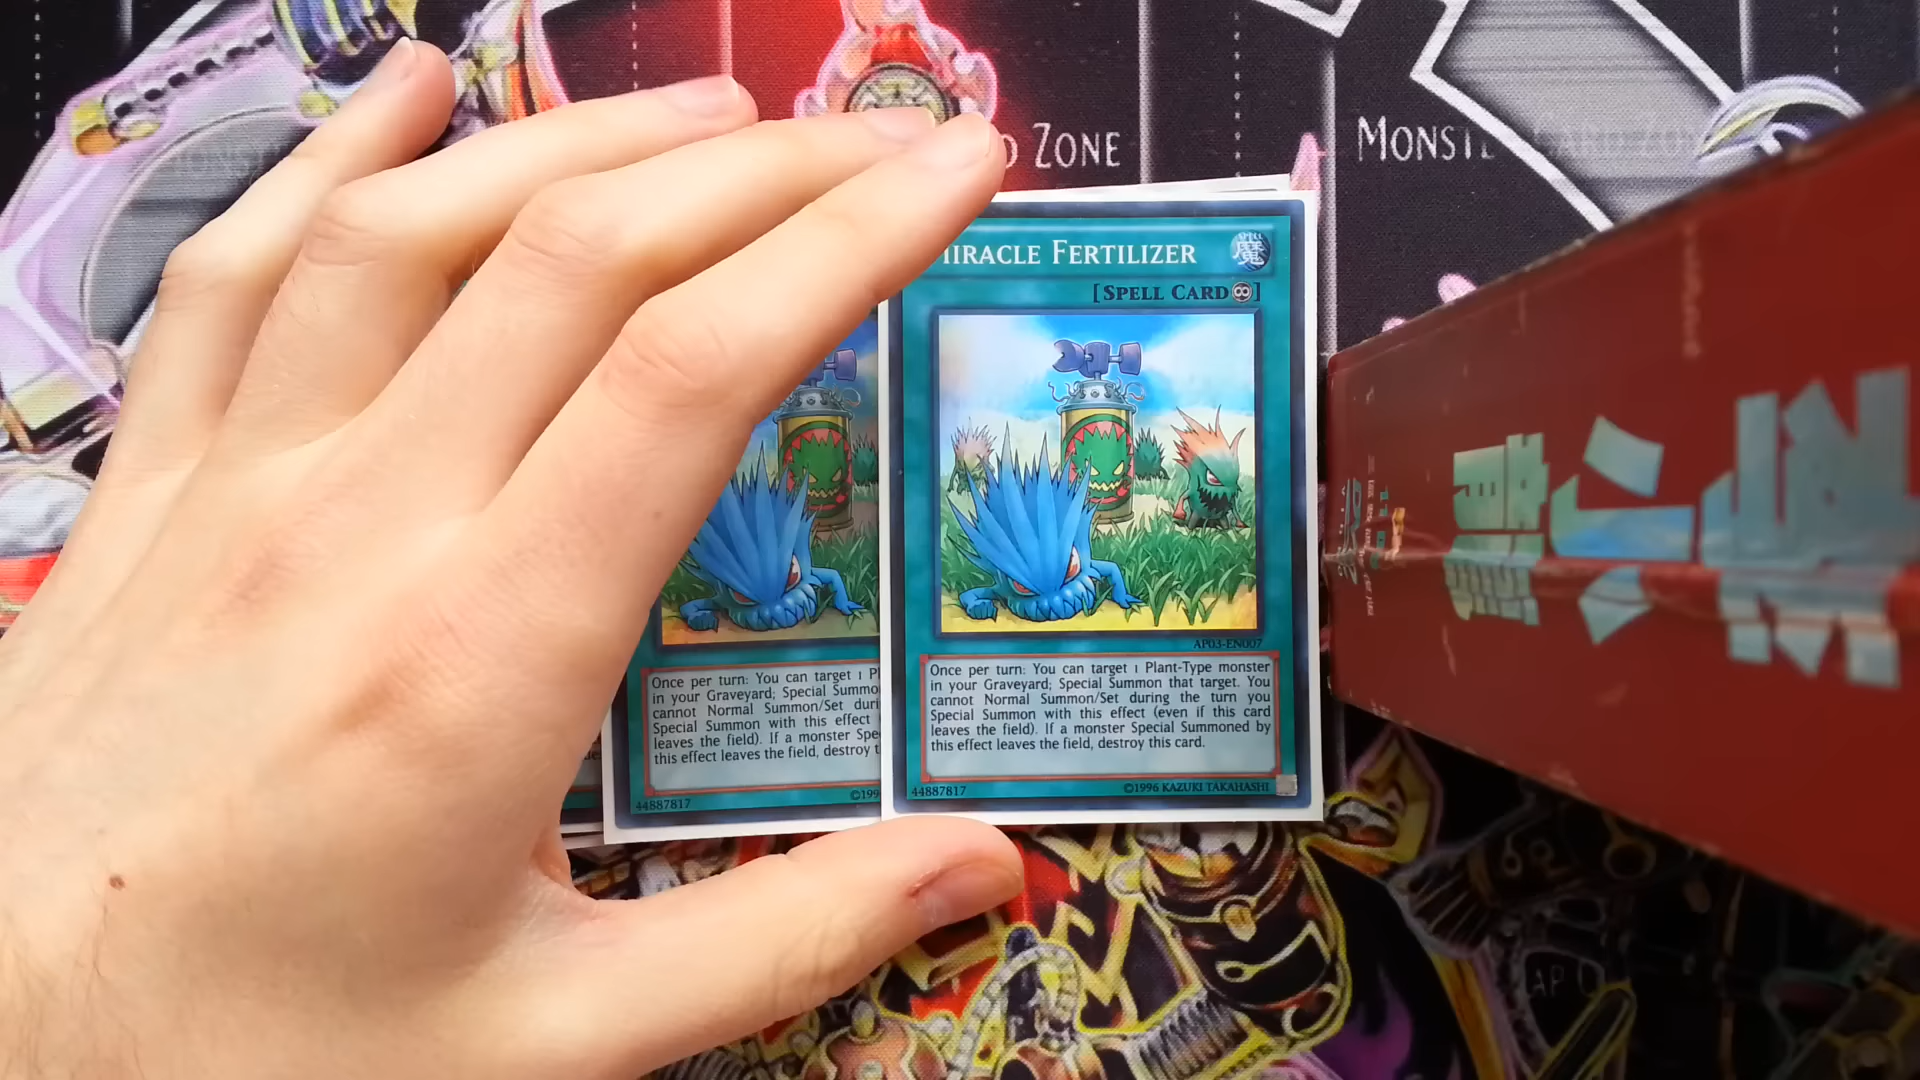 ZONE
MONST
MIRACLE FERTILIZER
[SPELL CARD]
AP03-EN007
Once per turn: You can target 1 Plant-Type monster
in your Graveyard; Special Summon that target. You
cannot Normal Summon/Set during the turn you
Special Summon with this effect (even if this card
leaves the field). If a monster Special Summoned by
this effect leaves the field, destroy this card.
44887817
©1996 KAZUKI TAKAHASHI
Once per turn: You can target 1 Pl
in your Graveyard; Special Summo
cannot Normal Summon/Set duri
Special Summon with this effect
leaves the field). If a monster Spe
this effect leaves the field, destroy t
44887817
©199